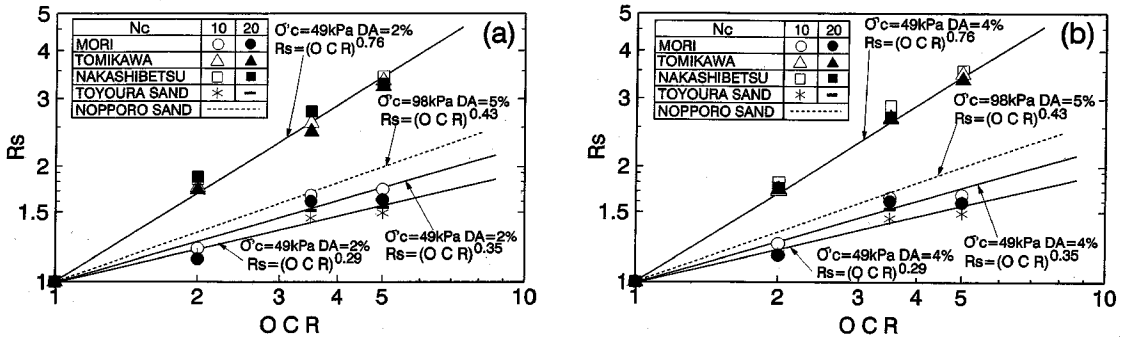 (a)
Nc 10 20
MORI
TOMIKAWA
NAKASHIBETSU
TOYOURA SAND
NOPPORO SAND
σ'c=49kPa DA=2%
Rs=(OCR)0.76
σ'c=98kPa DA=5%
Rs=(OCR)0.43
σ'c=49kPa DA=2%
Rs=(OCR)0.35
σ'c=49kPa DA=2%
Rs=(OCR)0.29
Rs
5
4
3
2
1.5
1
1 2 3 4 5 10
OCR
(b)
Nc 10 20
MORI
TOMIKAWA
NAKASHIBETSU
TOYOURA SAND
NOPPORO SAND
σ'c=49kPa DA=4%
Rs=(OCR)0.76
σ'c=98kPa DA=5%
Rs=(OCR)0.43
σ'c=49kPa DA=4%
Rs=(OCR)0.35
σ'c=49kPa DA=4%
Rs=(OCR)0.29
Rs
5
4
3
2
1.5
1
1 2 3 4 5 10
OCR